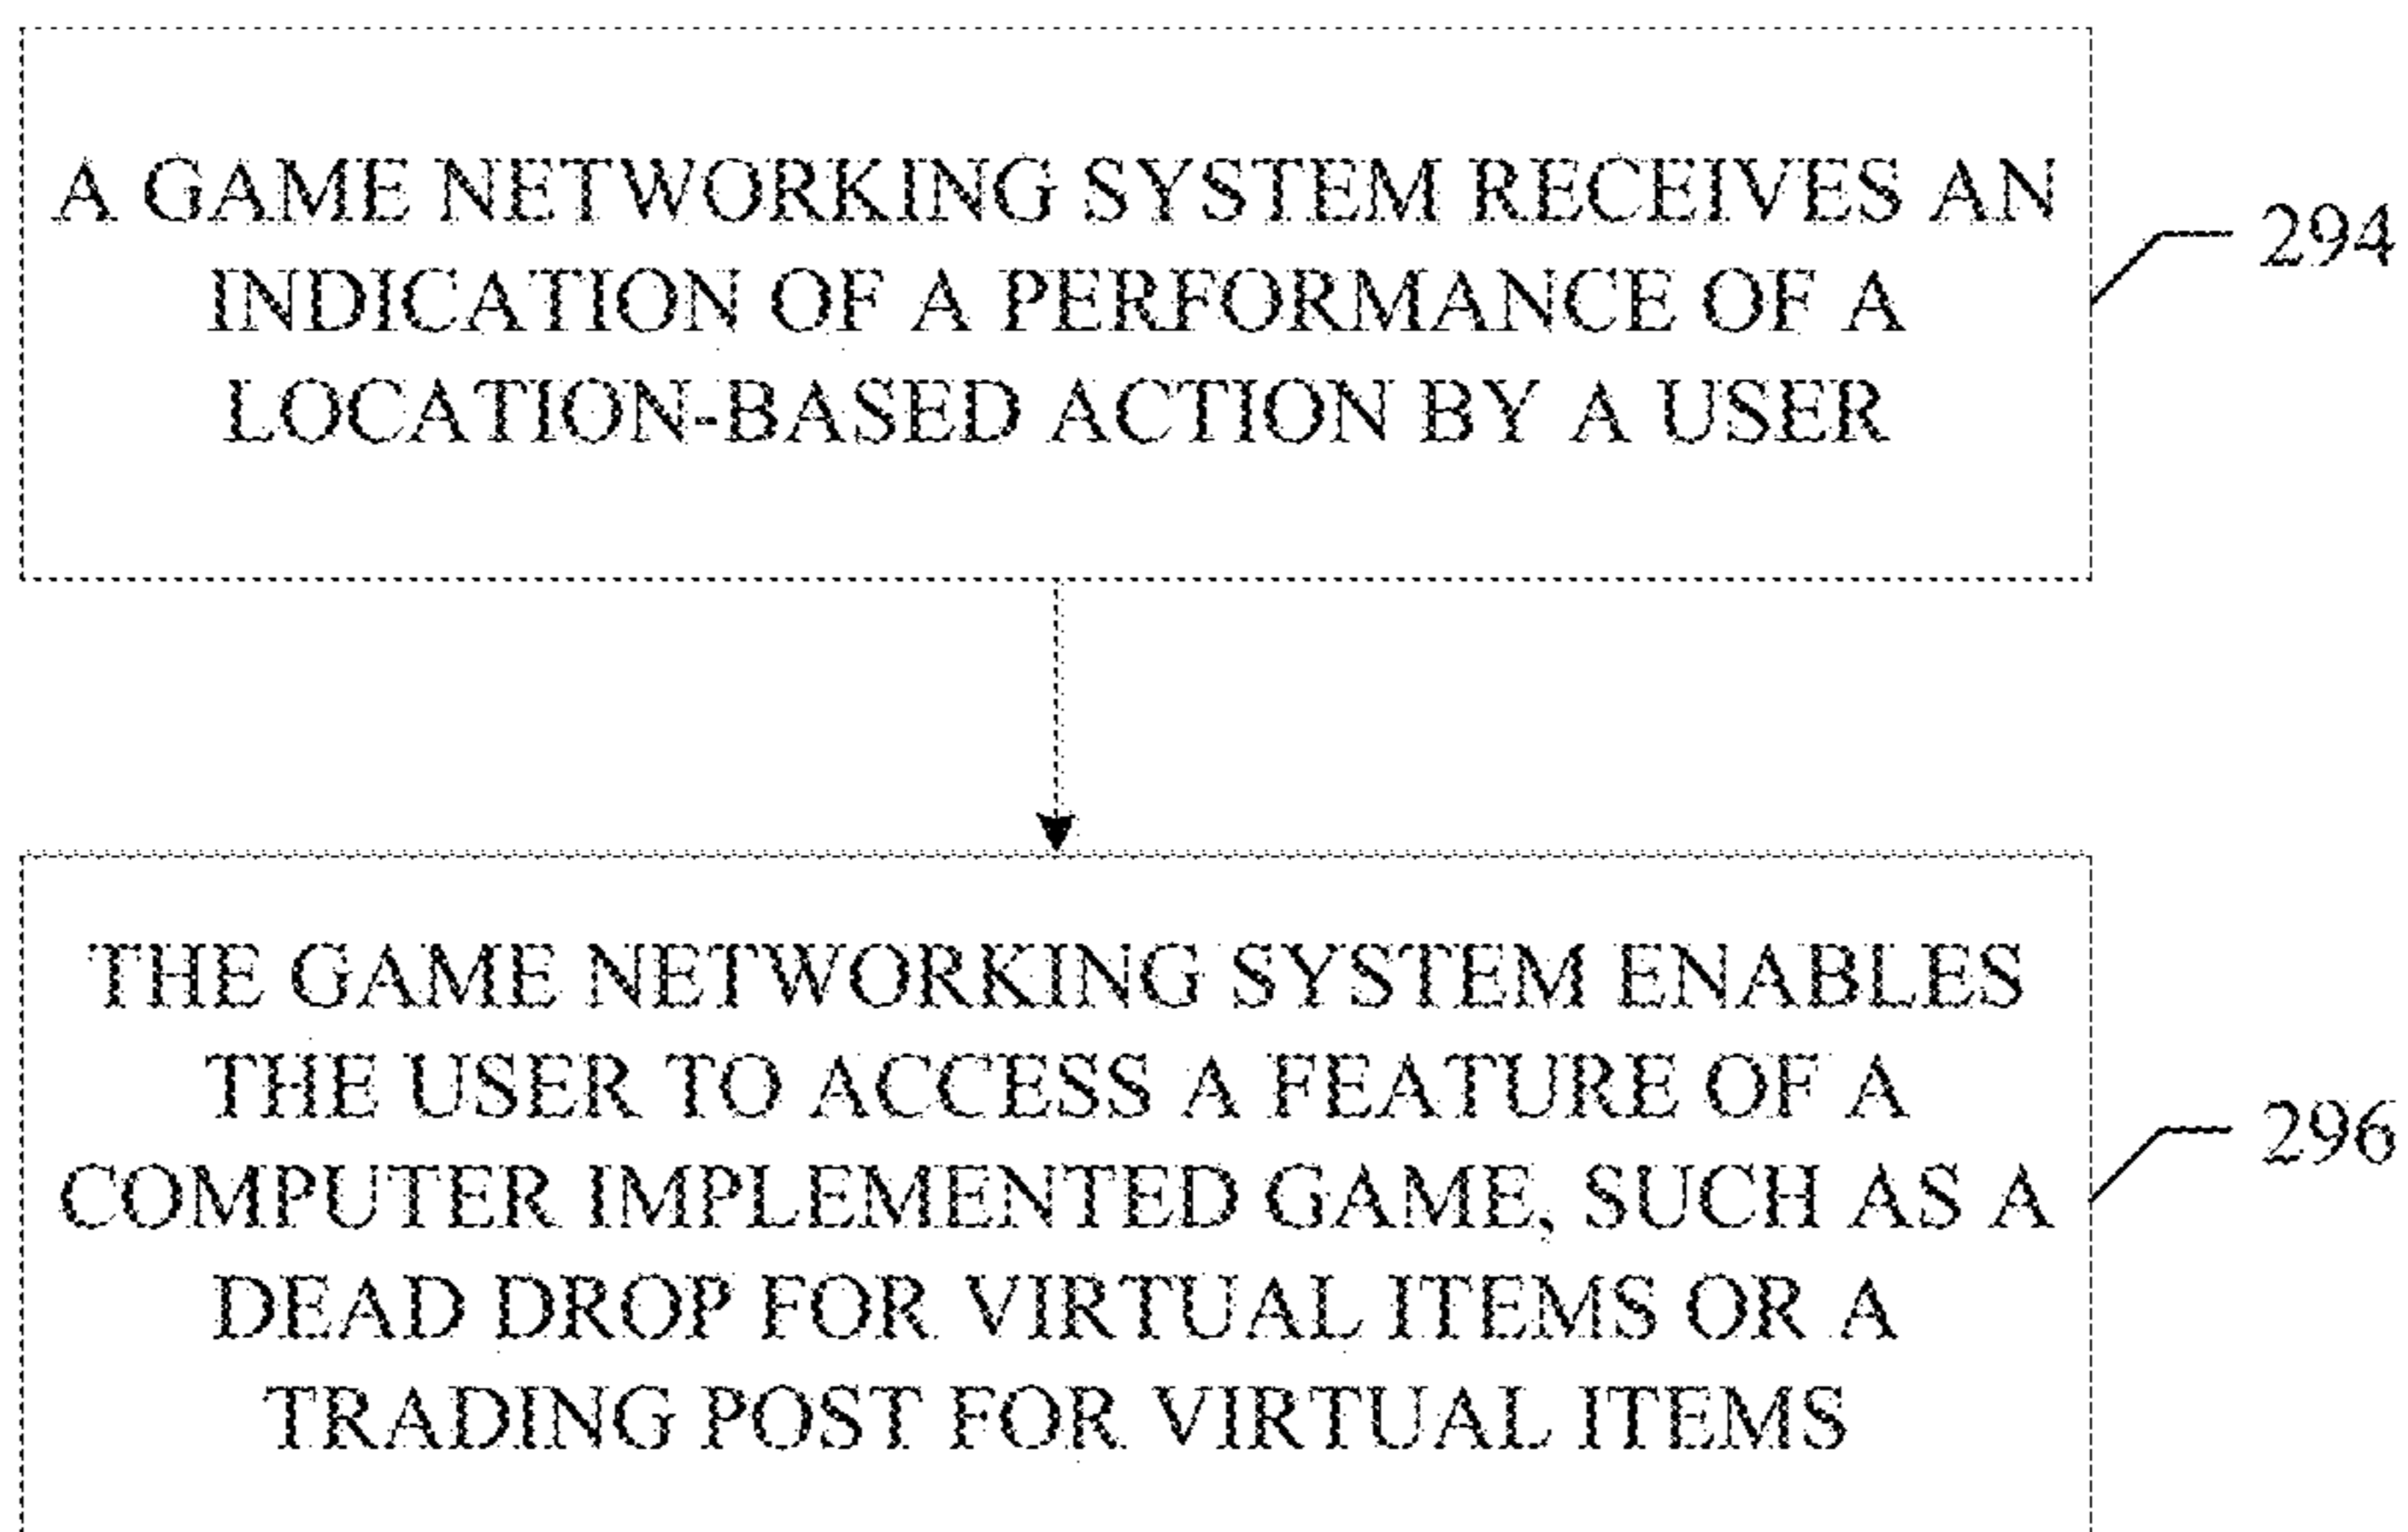 A GAME NETWORKING SYSTEM RECEIVES AN
INDICATION OF A PERFORMANCE OF A
LOCATION-BASED ACTION BY A USER
294
THE GAME NETWORKING SYSTEM ENABLES
THE USER TO ACCESS A FEATURE OF A
COMPUTER IMPLEMENTED GAME, SUCH AS A
DEAD DROP FOR VIRTUAL ITEMS OR A
TRADING POST FOR VIRTUAL ITEMS
296